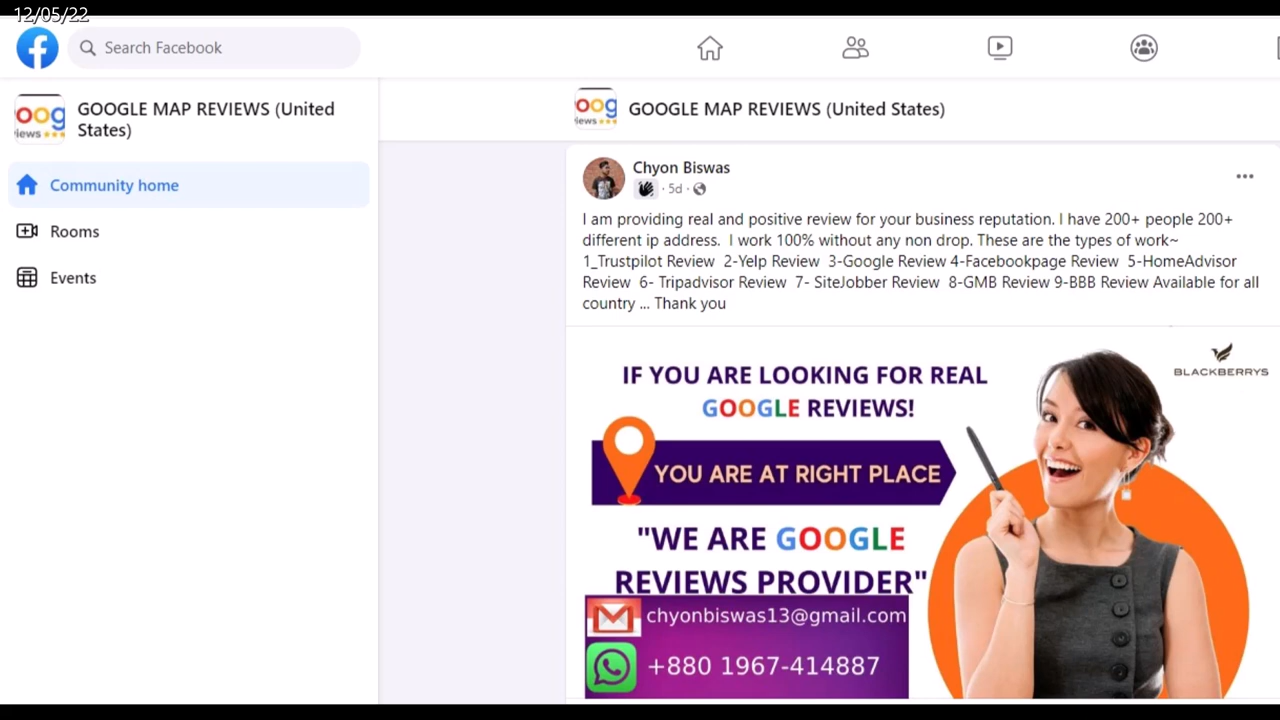 12/05/22
Search Facebook
GOOGLE MAP REVIEWS (United
States)
Community home
Rooms
Events
GOOGLE MAP REVIEWS (United States)
Chyon Biswas
5d
I am providing real and positive review for your business reputation. I have 200+ people 200+
different ip address.  I work 100% without any non drop. These are the types of work~
1_Trustpilot Review  2-Yelp Review  3-Google Review 4-Facebookpage Review  5-HomeAdvisor
Review  6- Tripadvisor Review  7- SiteJobber Review  8-GMB Review 9-BBB Review Available for all
country ... Thank you
BLACKBERRYS
IF YOU ARE LOOKING FOR REAL
GOOGLE REVIEWS!
YOU ARE AT RIGHT PLACE
"WE ARE GOOGLE
REVIEWS PROVIDER"
chyonbiswas13@gmail.com
+880 1967-414887